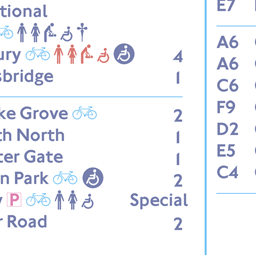 tional
ury 4
sbridge 1
ke Grove 2
th North 1
ter Gate 1
n Park 2
y P Special
r Road 2
E7
A6
A6
C6
F9
D2
E5
C4